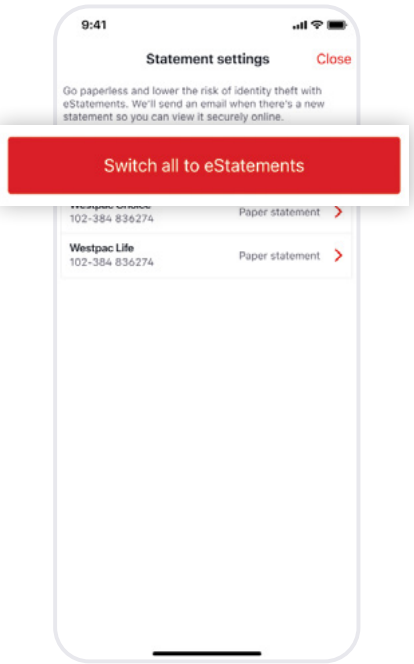 9:41
Statement settings Close
Go paperless and lower the risk of identity theft with
eStatements. We'll send an email when there's a new
statement so you can view it securely online.
Switch all to eStatements
Westpac Choice
102-384 836274 Paper statement
Westpac Life
102-384 836274 Paper statement